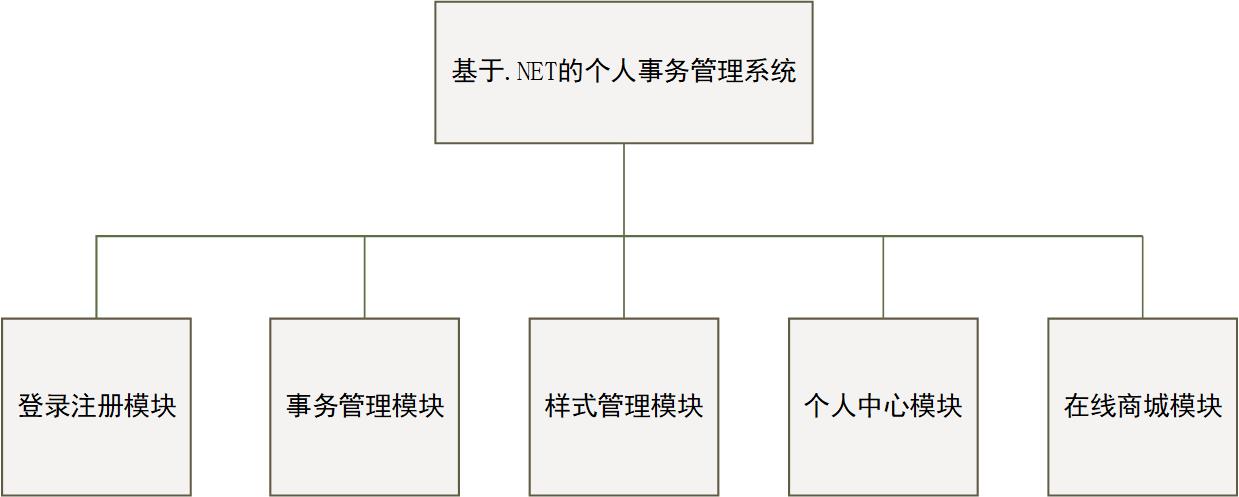 基于.NET的个人事务管理系统
登录注册模块
事务管理模块
样式管理模块
个人中心模块
在线商城模块